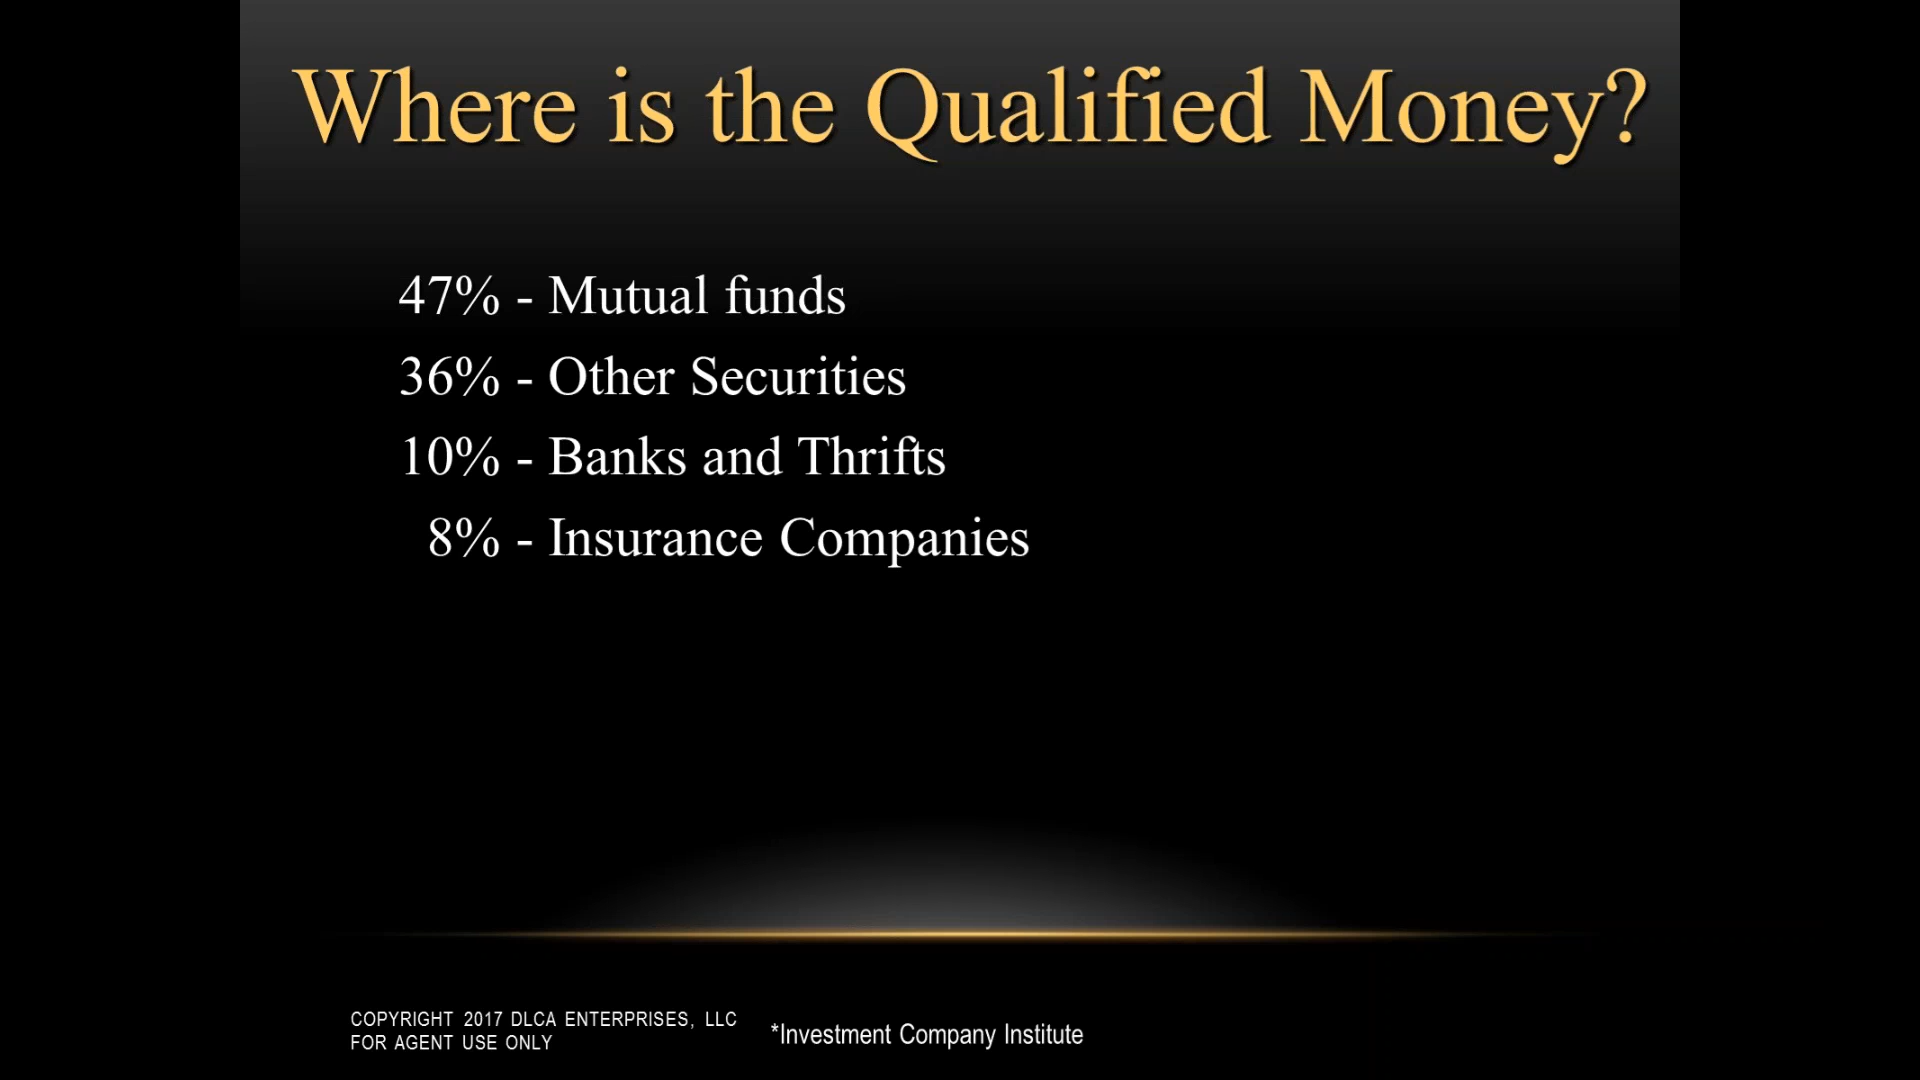 Where is the Qualified Money?
47% - Mutual funds
36% - Other Securities
10% - Banks and Thrifts
8% - Insurance Companies
COPYRIGHT 2017 DLCA ENTERPRISES, LLC
FOR AGENT USE ONLY
*Investment Company Institute